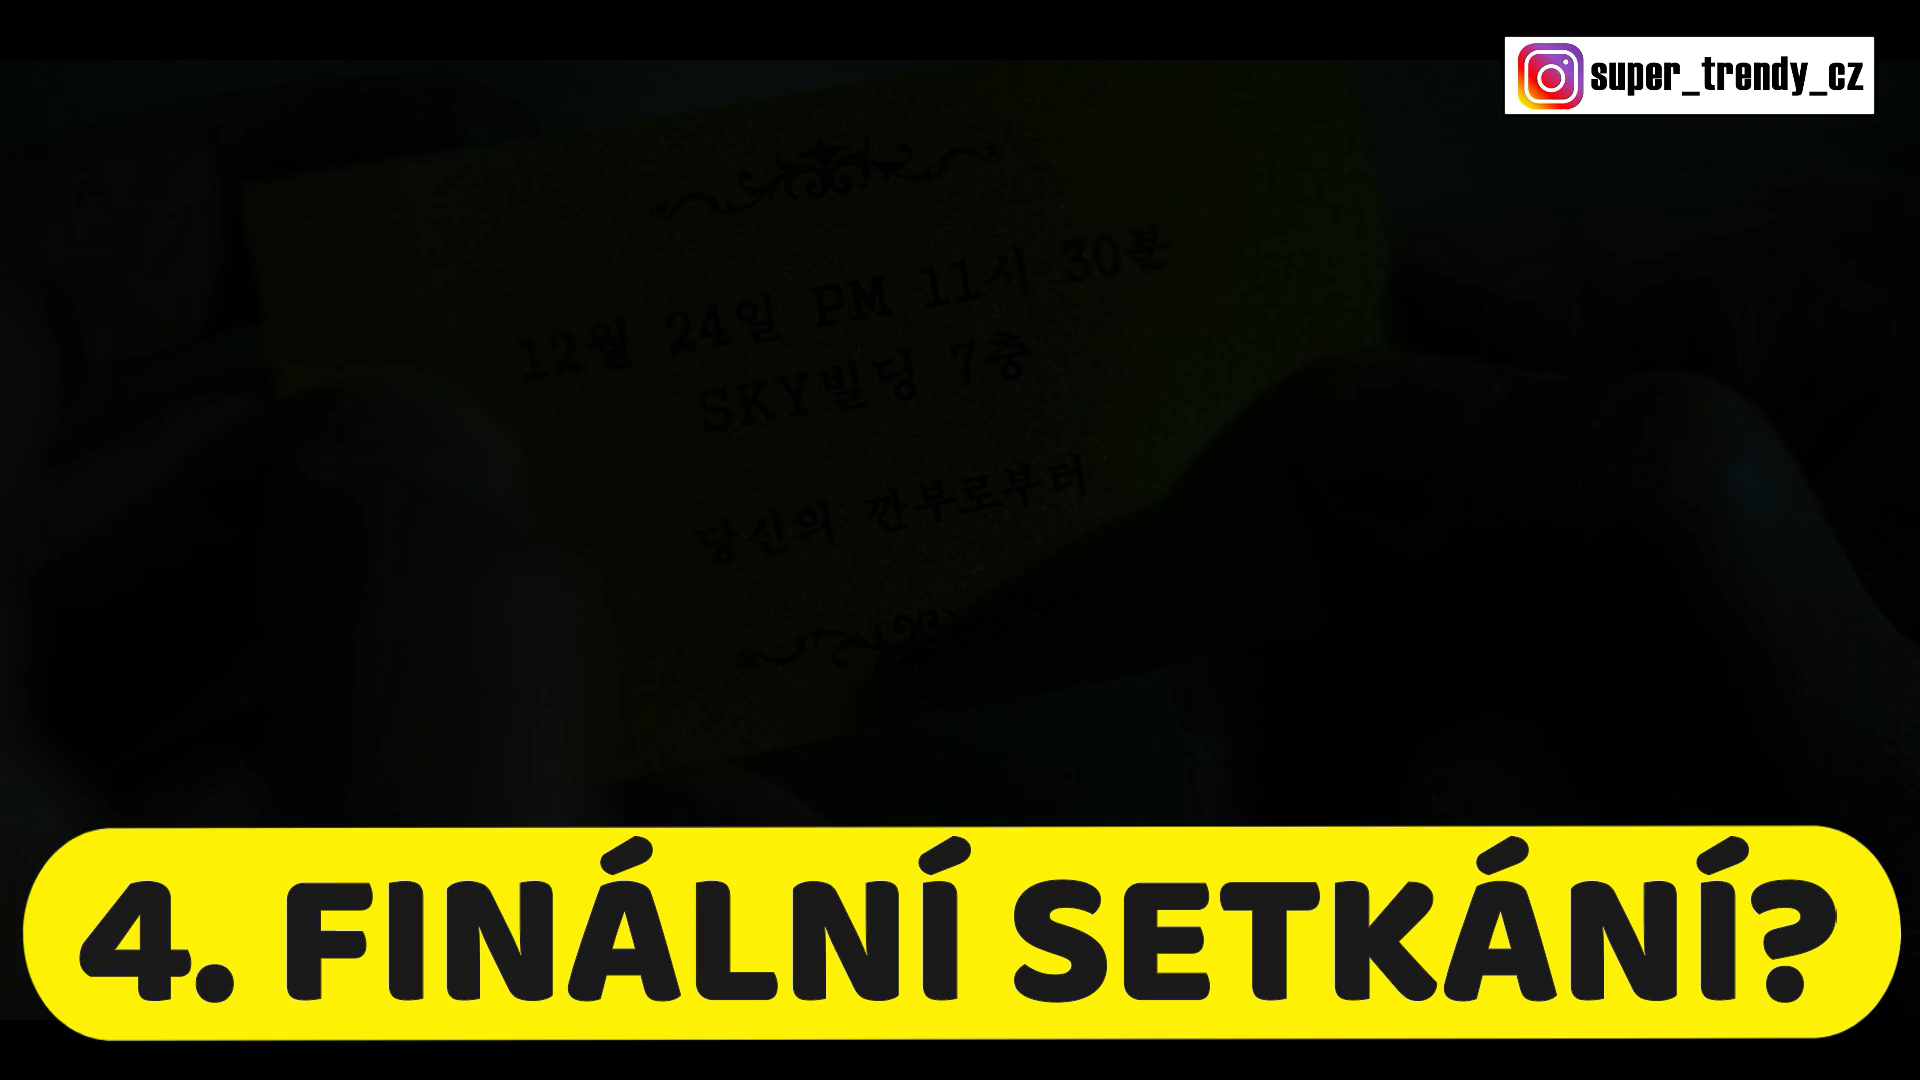 super_trendy_cz
12월 24일 PM 11시 30분
SKY빌딩 7층
당신의 깐부로부터
4. FINÁLNÍ SETKÁNÍ?